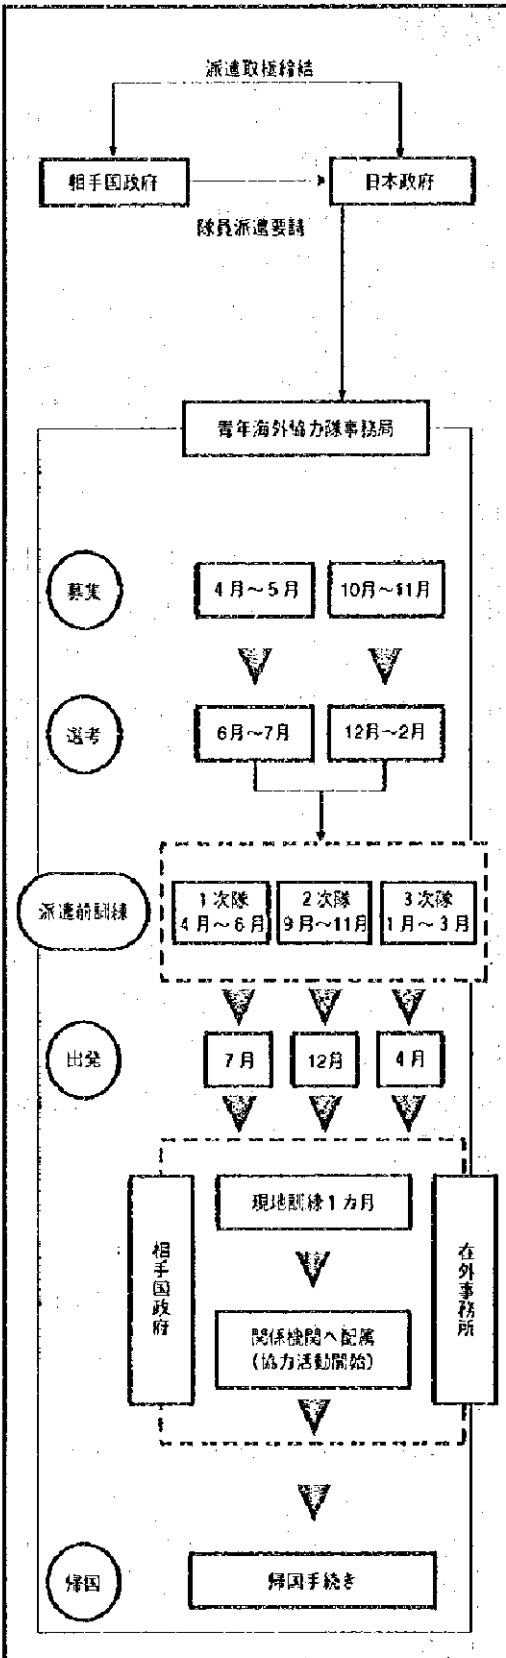 派遣取極締結
相手国政府
日本政府
隊員派遣要請
青年海外協力隊事務局
募集
4月～5月
10月～11月
選考
6月～7月
12月～2月
派遣前訓練
1次隊
4月～6月
2次隊
9月～11月
3次隊
1月～3月
出発
7月
12月
4月
相手国政府
現地訓練1カ月
関係機関へ配属
(協力活動開始)
在外事務所
帰国
帰国手続き